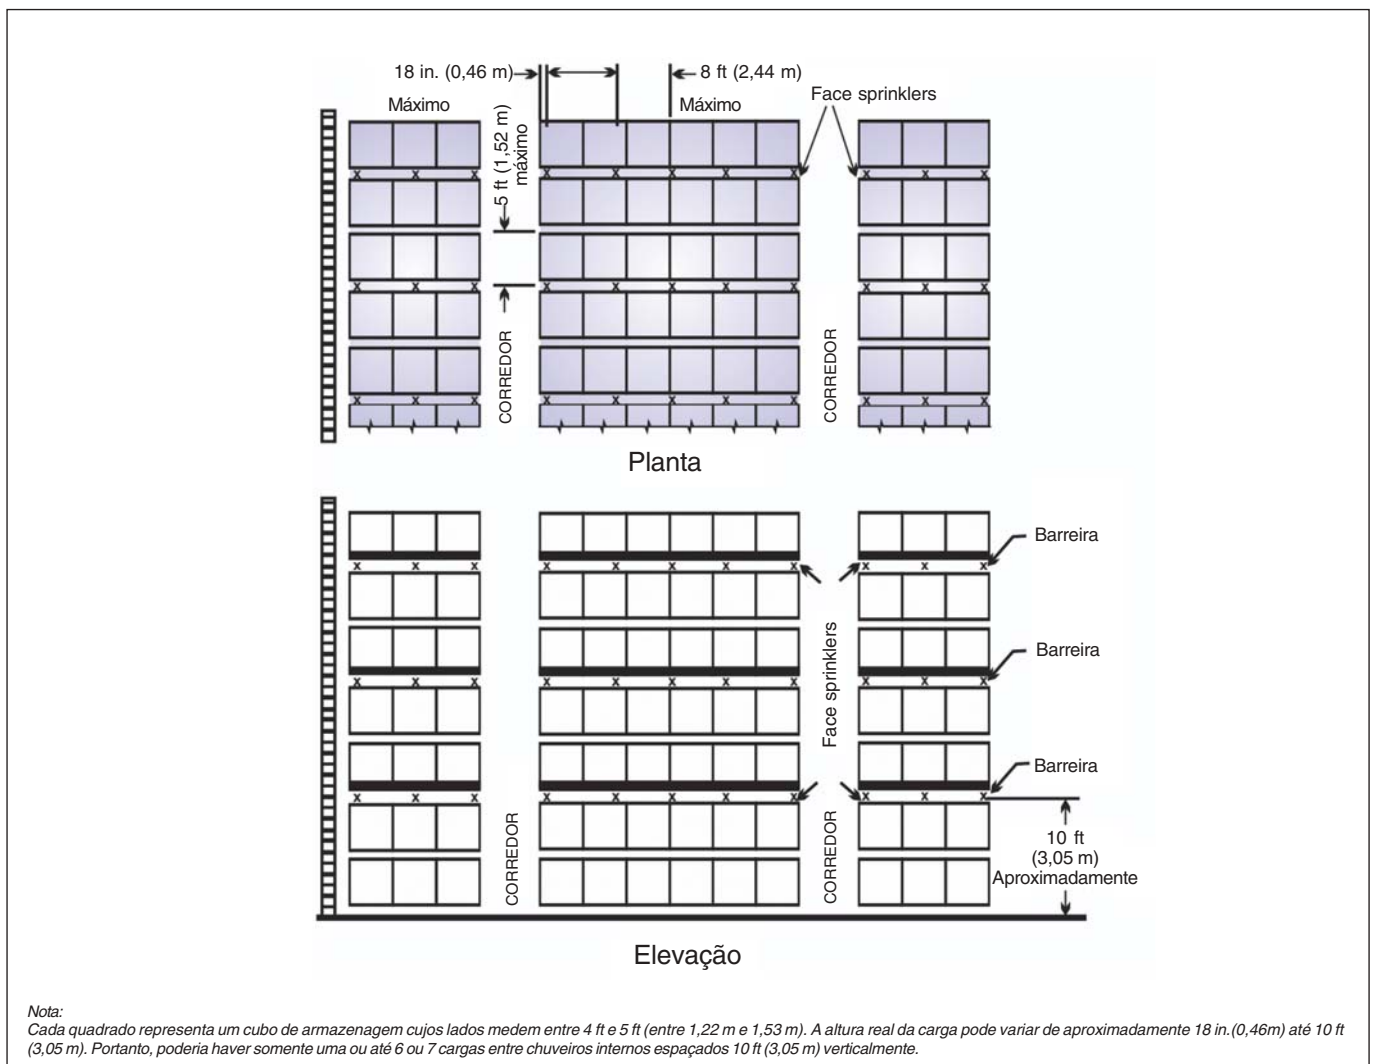 18 in. (0,46 m)
8 ft (2,44 m)
Máximo
Máximo
Face sprinklers
5 ft (1,52 m)
máximo
x x x x x x x x x x x
x x x x x x x x x x x
CORREDOR
CORREDOR
x x x x x x x x x x x
Planta
Barreira
x x x x x x x x x x x
Face sprinklers
Barreira
x x x x x x x x x x x
Barreira
x x x x x x x x x x x
CORREDOR
CORREDOR
10 ft
(3,05 m)
Aproximadamente
Elevação
Nota:
Cada quadrado representa um cubo de armazenagem cujos lados medem entre 4 ft e 5 ft (entre 1,22 m e 1,53 m). A altura real da carga pode variar de aproximadamente 18 in.(0,46m) até 10 ft
(3,05 m). Portanto, poderia haver somente uma ou até 6 ou 7 cargas entre chuveiros internos espaçados 10 ft (3,05 m) verticalmente.